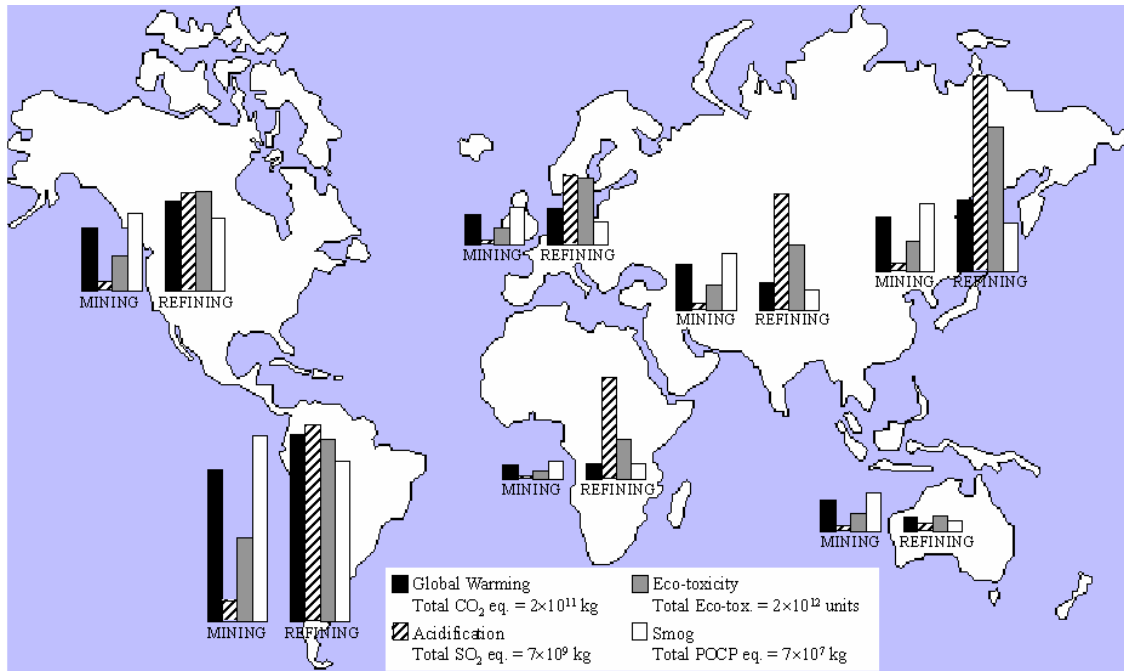 MINING
REFINING
MINING
REFINING
MINING
REFINING
MINING
REFINING
MINING
REFINING
MINING
REFINING
MINING
REFINING
Global Warming
Total CO₂ eq. = 2×10¹¹ kg
Eco-toxicity
Total Eco-tox. = 2×10¹² units
Acidification
Total SO₂ eq. = 7×10⁹ kg
Smog
Total POCP eq. = 7×10⁷ kg